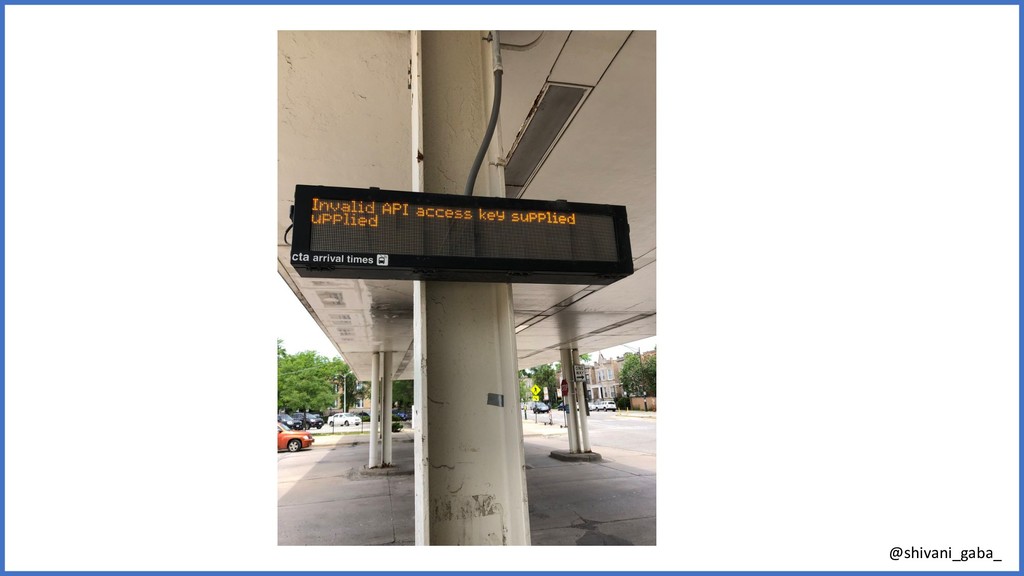 Invalid API access key supplied
upplied
cta arrival times
@shivani_gaba_